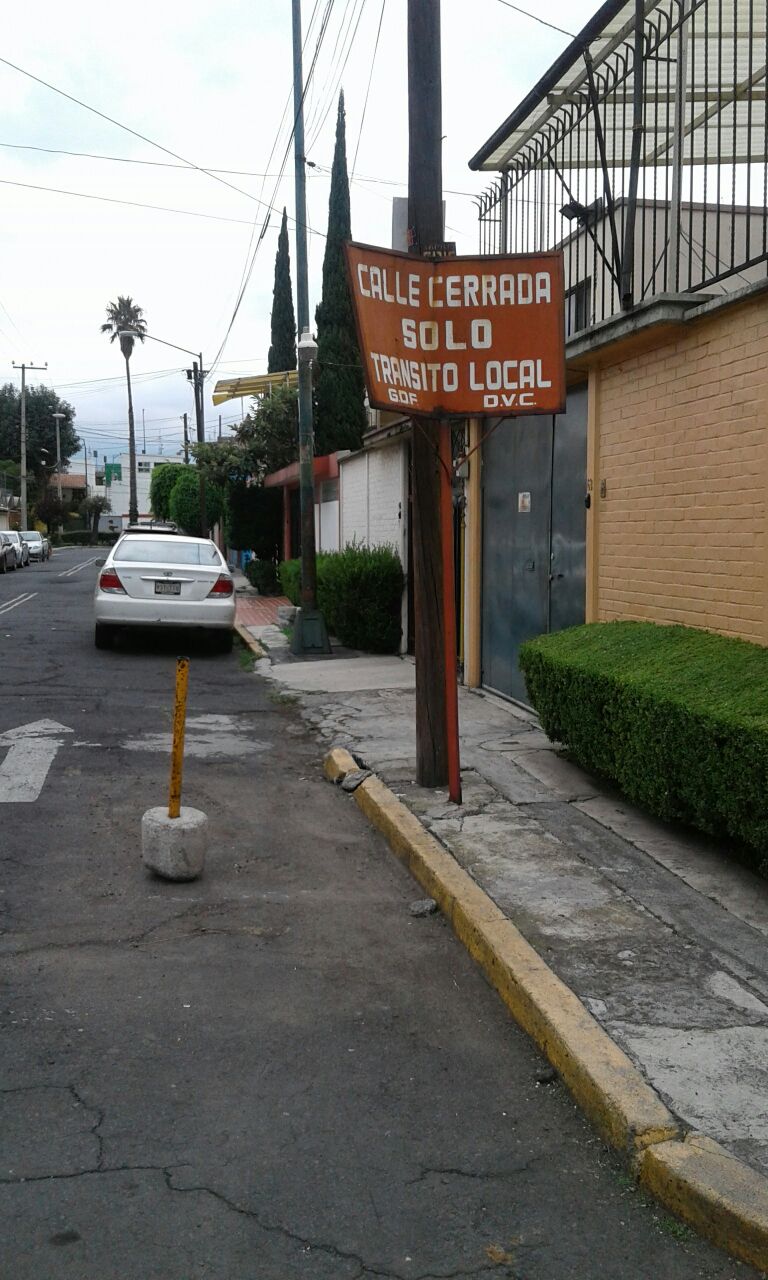 CALLE CERRADA
SOLO
TRANSITO LOCAL
GDF D.V.C.